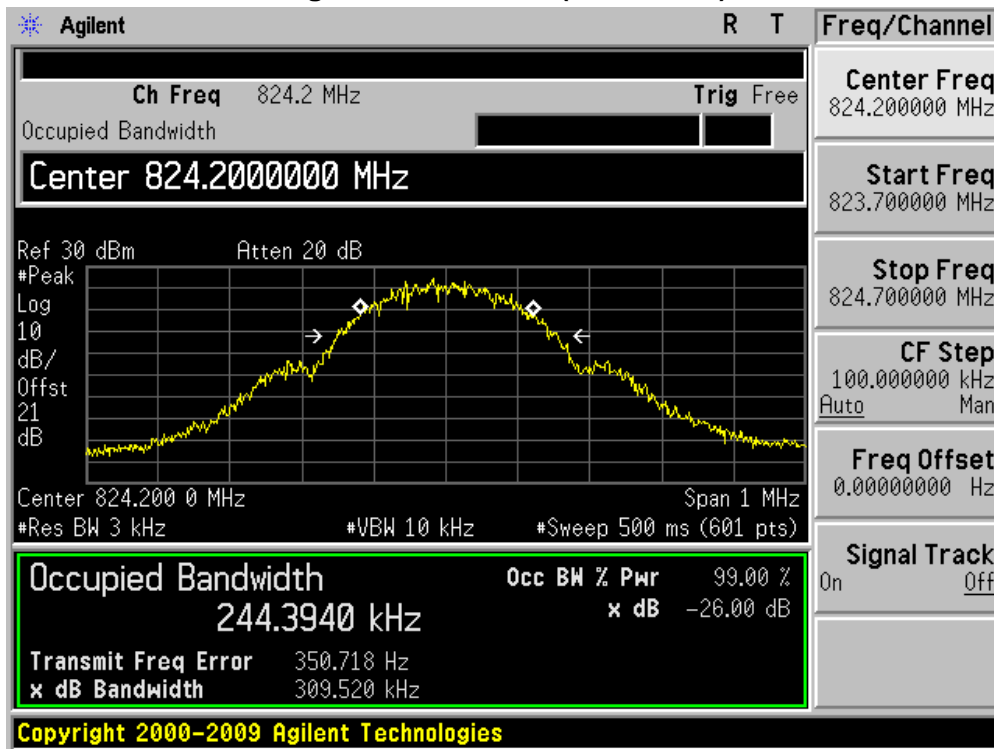 Agilent R T
Ch Freq 824.2 MHz Trig Free
Occupied Bandwidth
Center 824.2000000 MHz
Ref 30 dBm Atten 20 dB
#Peak
Log
10
dB/
Offst
21
dB
Center 824.200 0 MHz Span 1 MHz
#Res BW 3 kHz #VBW 10 kHz #Sweep 500 ms (601 pts)
Occupied Bandwidth Occ BW % Pwr 99.00 %
244.3940 kHz x dB -26.00 dB
Transmit Freq Error 350.718 Hz
x dB Bandwidth 309.520 kHz
Copyright 2000-2009 Agilent Technologies
Freq/Channel
Center Freq
824.200000 MHz
Start Freq
823.700000 MHz
Stop Freq
824.700000 MHz
CF Step
100.000000 kHz
Auto Man
Freq Offset
0.00000000 Hz
Signal Track
On Off